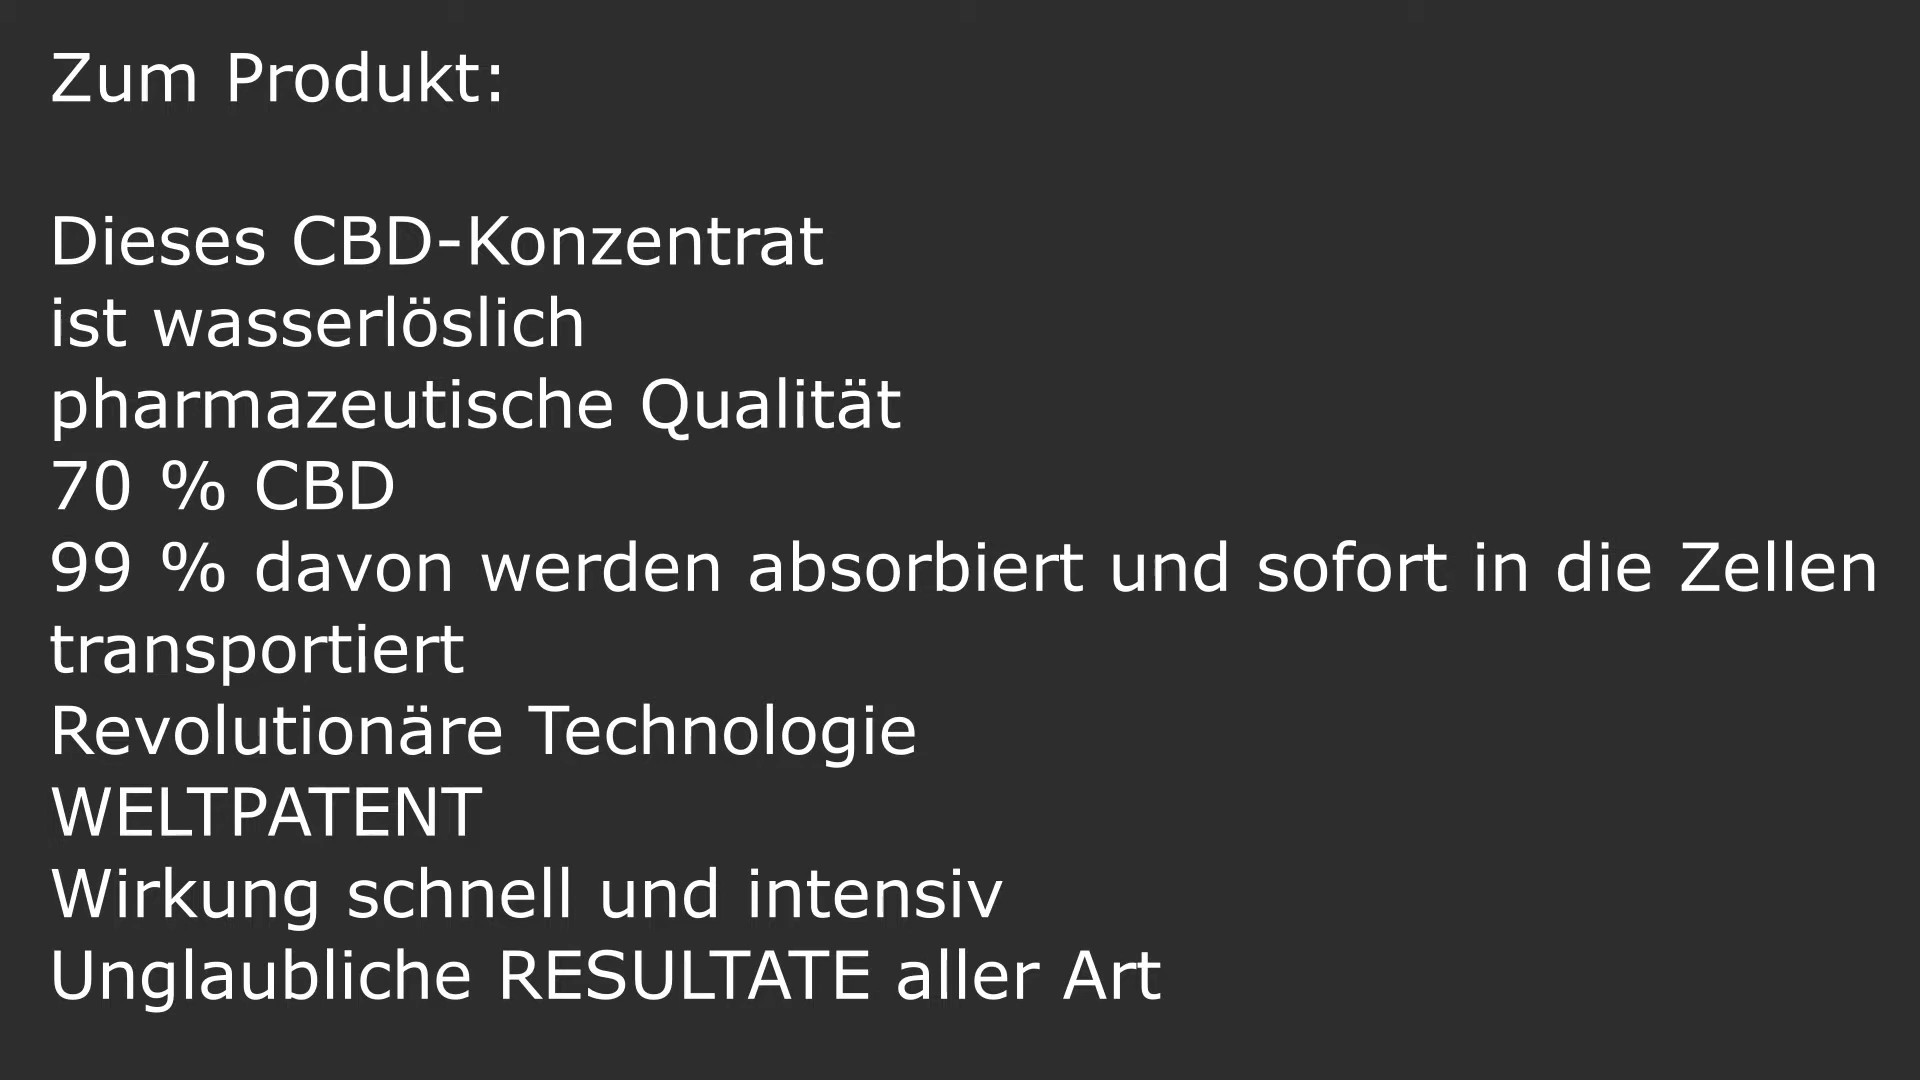 Zum Produkt:
Dieses CBD-Konzentrat
ist wasserlöslich
pharmazeutische Qualität
70 % CBD
99 % davon werden absorbiert und sofort in die Zellen
transportiert
Revolutionäre Technologie
WELTPATENT
Wirkung schnell und intensiv
Unglaubliche RESULTATE aller Art